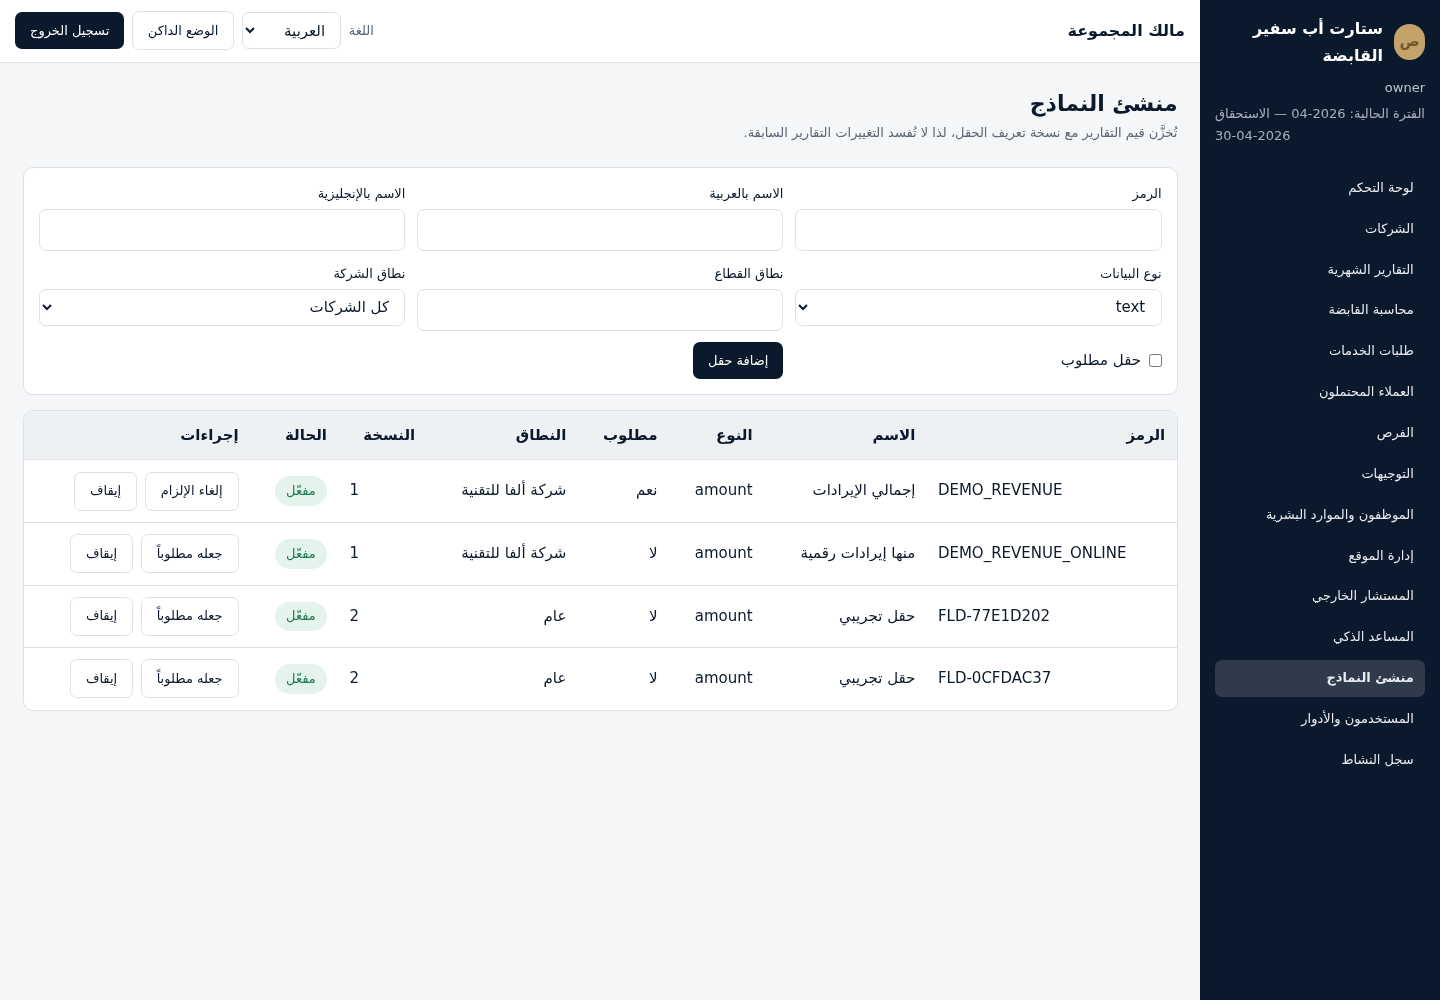 ص
ستارت أب سفير
القابضة
owner
الفترة الحالية: 2026-04 — الاستحقاق
2026-04-30
لوحة التحكم
الشركات
التقارير الشهرية
محاسبة القابضة
طلبات الخدمات
العملاء المحتملون
الفرص
التوجيهات
الموظفون والموارد البشرية
إدارة الموقع
المستشار الخارجي
المساعد الذكي
منشئ النماذج
المستخدمون والأدوار
سجل النشاط
مالك المجموعة اللغة العربية الوضع الداكن تسجيل الخروج
منشئ النماذج
تُخزَّن قيم التقارير مع نسخة تعريف الحقل، لذا لا تُفسد التغييرات التقارير السابقة.
الرمز الاسم بالعربية الاسم بالإنجليزية
نوع البيانات نطاق القطاع نطاق الشركة
text كل الشركات
حقل مطلوب إضافة حقل
الرمز الاسم النوع مطلوب النطاق النسخة الحالة إجراءات
DEMO_REVENUE إجمالي الإيرادات amount نعم شركة ألفا للتقنية 1 مفعّل إلغاء الإلزام إيقاف
DEMO_REVENUE_ONLINE منها إيرادات رقمية amount لا شركة ألفا للتقنية 1 مفعّل جعله مطلوباً إيقاف
FLD-77E1D202 حقل تجريبي amount لا عام 2 مفعّل جعله مطلوباً إيقاف
FLD-0CFDAC37 حقل تجريبي amount لا عام 2 مفعّل جعله مطلوباً إيقاف